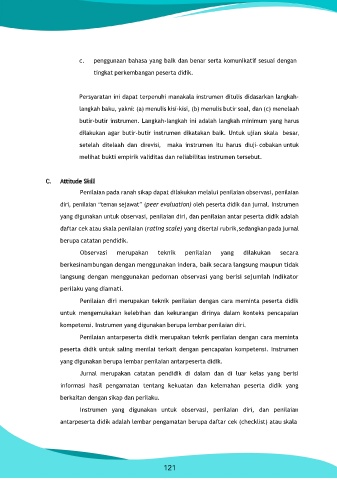 c. penggunaan bahasa yang baik dan benar serta komunikatif sesuai dengan
tingkat perkembangan peserta didik.
Persyaratan ini dapat terpenuhi manakala instrumen ditulis didasarkan langkah-
langkah baku, yakni: (a) menulis kisi-kisi, (b) menulis butir soal, dan (c) menelaah
butir-butir instrumen. Langkah-langkah ini adalah langkah minimum yang harus
dilakukan agar butir-butir instrumen dikatakan baik. Untuk ujian skala besar,
setelah ditelaah dan direvisi, maka instrumen itu harus diuji-cobakan untuk
melihat bukti empirik validitas dan reliabilitas instrumen tersebut.
C. Attitude Skill
Penilaian pada ranah sikap dapat dilakukan melalui penilaian observasi, penilaian
diri, penilaian “teman sejawat” (peer evaluation) oleh peserta didik dan jurnal. Instrumen
yang digunakan untuk observasi, penilaian diri, dan penilaian antar peserta didik adalah
daftar cek atau skala penilaian (rating scale) yang disertai rubrik, sedangkan pada jurnal
berupa catatan pendidik.
Observasi merupakan teknik penilaian yang dilakukan secara
berkesinambungan dengan menggunakan indera, baik secara langsung maupun tidak
langsung dengan menggunakan pedoman observasi yang berisi sejumlah indikator
perilaku yang diamati.
Penilaian diri merupakan teknik penilaian dengan cara meminta peserta didik
untuk mengemukakan kelebihan dan kekurangan dirinya dalam konteks pencapaian
kompetensi. Instrumen yang digunakan berupa lembar penilaian diri.
Penilaian antarpeserta didik merupakan teknik penilaian dengan cara meminta
peserta didik untuk saling menilai terkait dengan pencapaian kompetensi. Instrumen
yang digunakan berupa lembar penilaian antarpeserta didik.
Jurnal merupakan catatan pendidik di dalam dan di luar kelas yang berisi
informasi hasil pengamatan tentang kekuatan dan kelemahan peserta didik yang
berkaitan dengan sikap dan perilaku.
Instrumen yang digunakan untuk observasi, penilaian diri, dan penilaian
antarpeserta didik adalah lembar pengamatan berupa daftar cek (checklist) atau skala
121